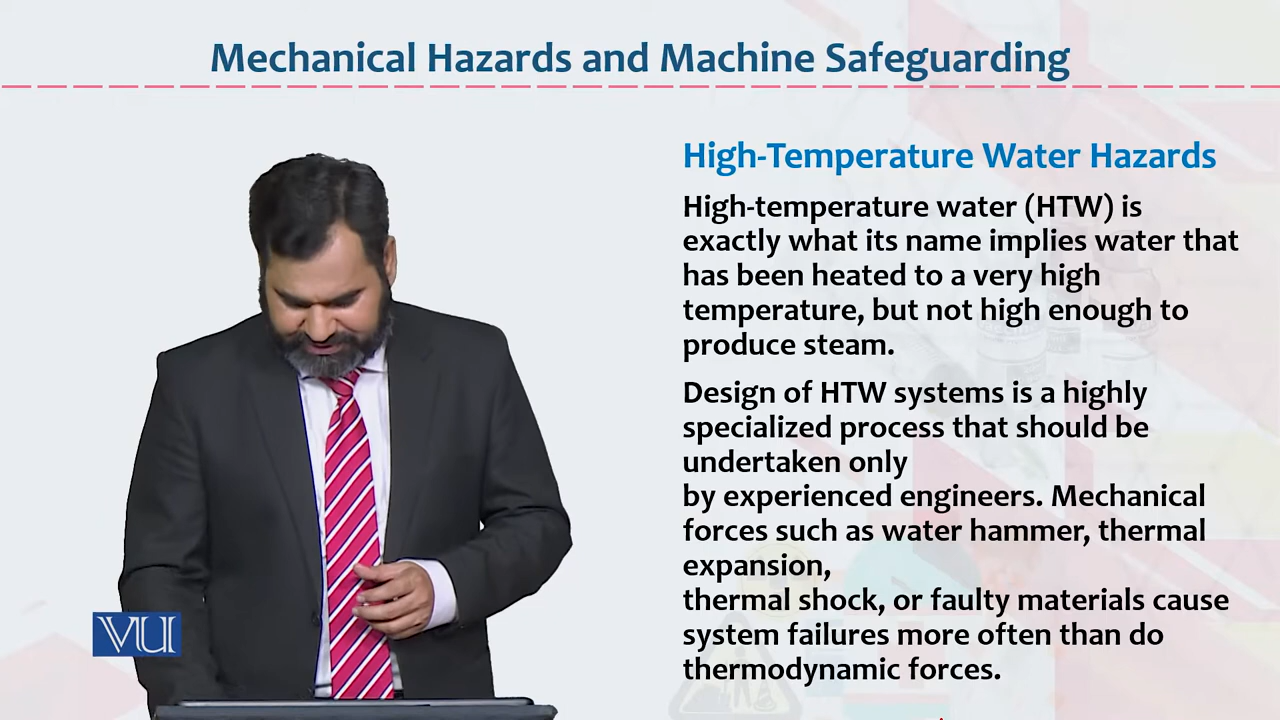 Mechanical Hazards and Machine Safeguarding
High-Temperature Water Hazards
High-temperature water (HTW) is
exactly what its name implies water that
has been heated to a very high
temperature, but not high enough to
produce steam.
Design of HTW systems is a highly
specialized process that should be
undertaken only
by experienced engineers. Mechanical
forces such as water hammer, thermal
expansion,
thermal shock, or faulty materials cause
system failures more often than do
thermodynamic forces.
VU